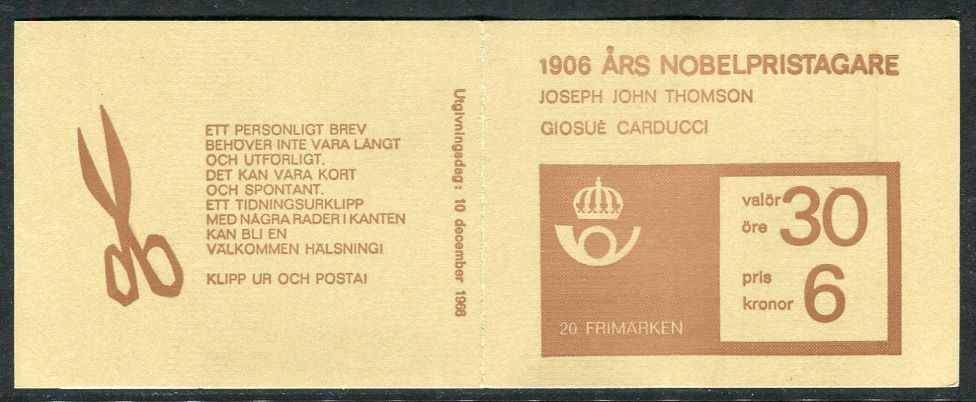 ETT PERSONLIGT BREV
BEHÖVER INTE VARA LÅNGT
OCH UTFÖRLIGT.
DET KAN VARA KORT
OCH SPONTANT.
ETT TIDNINGSURKLIPP
MED NÅGRA RADER I KANTEN
KAN BLI EN
VÄLKOMMEN HÄLSNING!
KLIPP UR OCH POSTA!
Utgivningsdag: 10 december 1966
1906 ÅRS NOBELPRISTAGARE
JOSEPH JOHN THOMSON
GIOSUÈ CARDUCCI
valör 30
öre
pris 6
kronor
20 FRIMÄRKEN